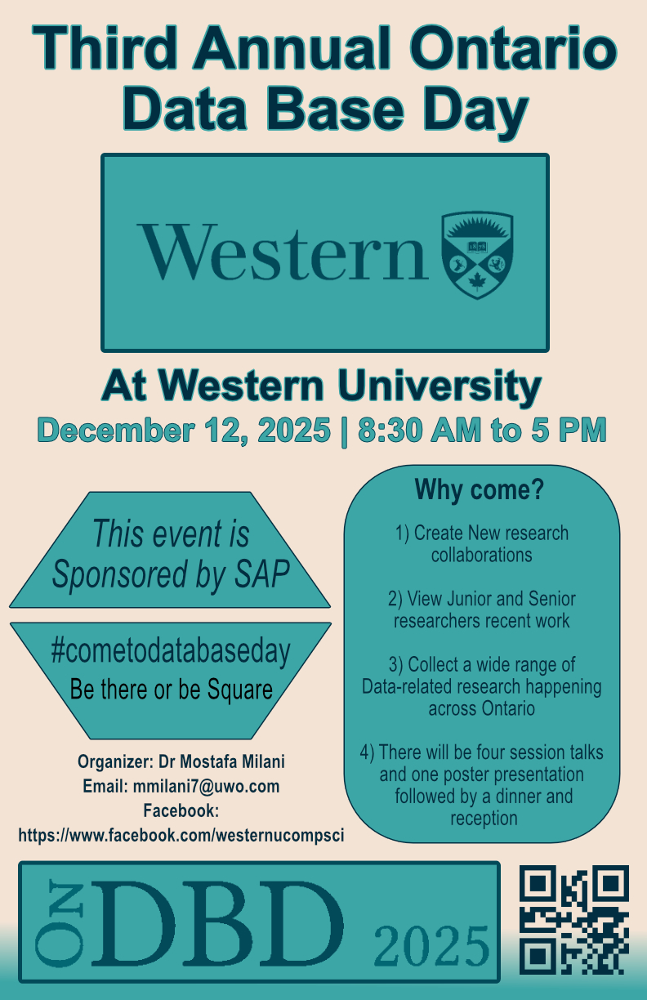 Third Annual Ontario
Data Base Day
Western
At Western University
December 12, 2025 | 8:30 AM to 5 PM
This event is
Sponsored by SAP
#cometodatabaseday
Be there or be Square
Organizer: Dr Mostafa Milani
Email: mmilani7@uwo.com
Facebook:
https://www.facebook.com/westernucompsci
Why come?
1) Create New research
collaborations
2) View Junior and Senior
researchers recent work
3) Collect a wide range of
Data-related research happening
across Ontario
4) There will be four session talks
and one poster presentation
followed by a dinner and
reception
ON DBD 2025